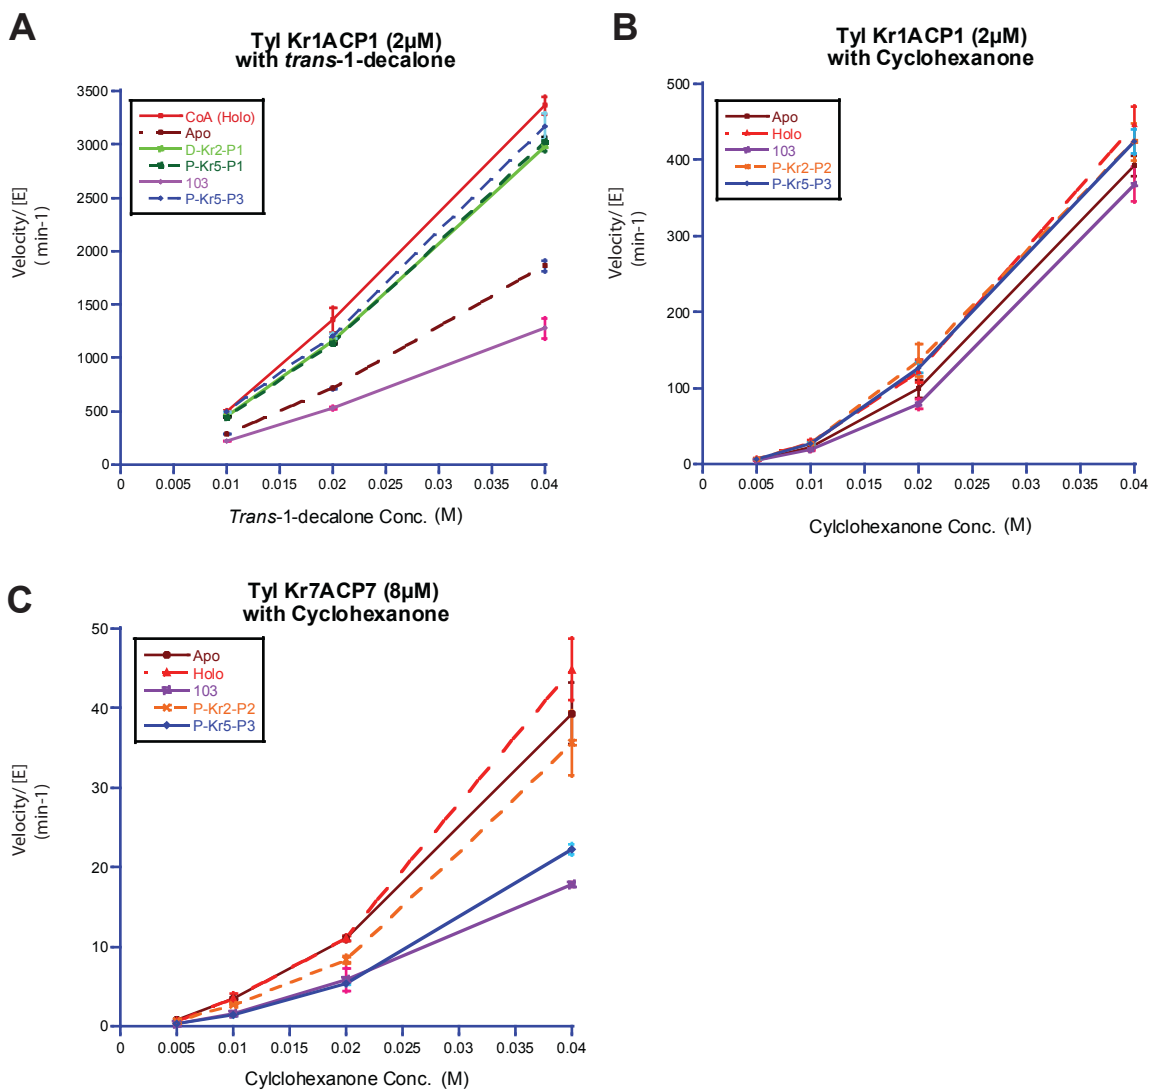 A
Tyl Kr1ACP1 (2µM)
with trans-1-decalone
3500
3000
2500
2000
1500
1000
500
0
Velocity/ [E]
( min-1)
CoA (Holo)
Apo
D-Kr2-P1
P-Kr5-P1
103
P-Kr5-P3
0 0.005 0.01 0.015 0.02 0.025 0.03 0.035 0.04
Trans-1-decalone Conc. (M)
B
Tyl Kr1ACP1 (2µM)
with Cyclohexanone
500
400
300
200
100
0
Velocity/ [E]
(min-1)
Apo
Holo
103
P-Kr2-P2
P-Kr5-P3
0 0.005 0.01 0.015 0.02 0.025 0.03 0.035 0.04
Cylclohexanone Conc. (M)
C
Tyl Kr7ACP7 (8µM)
with Cyclohexanone
50
40
30
20
10
0
Velocity/ [E]
(min-1)
Apo
Holo
103
P-Kr2-P2
P-Kr5-P3
0 0.005 0.01 0.015 0.02 0.025 0.03 0.035 0.04
Cylclohexanone Conc. (M)